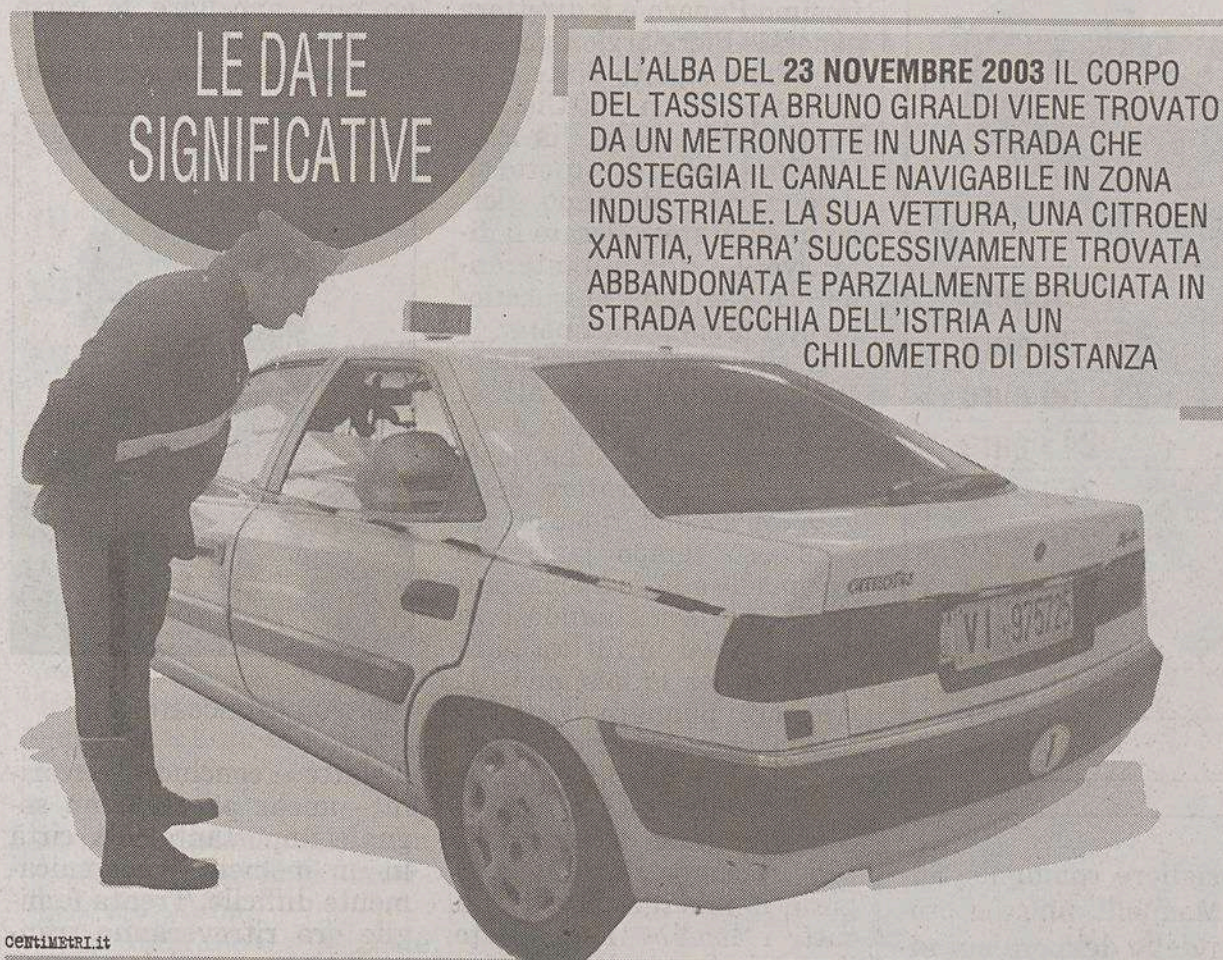 LE DATE
SIGNIFICATIVE
ALL'ALBA DEL 23 NOVEMBRE 2003 IL CORPO
DEL TASSISTA BRUNO GIRALDI VIENE TROVATO
DA UN METRONOTTE IN UNA STRADA CHE
COSTEGGIA IL CANALE NAVIGABILE IN ZONA
INDUSTRIALE. LA SUA VETTURA, UNA CITROEN
XANTIA, VERRA' SUCCESSIVAMENTE TROVATA
ABBANDONATA E PARZIALMENTE BRUCIATA IN
STRADA VECCHIA DELL'ISTRIA A UN
CHILOMETRO DI DISTANZA
CITROËN
VI 975725
CENTIMETRI.it